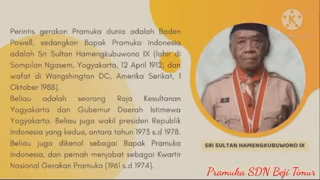 Perintis gerakan Pramuka dunia adalah Baden
Powell, sedangkan Bapak Pramuka Indonesia
adalah Sri Sultan Hamengkubuwono IX (lahir di
Sompilan Ngasem, Yogyakarta, 12 April 1912; dan
wafat di Wangshington DC, Amerika Serikat, 1
Oktober 1988).
Beliau adalah seorang Raja Kesultanan
Yogyakarta dan Gubernur Daerah Istimewa
Yogyakarta. Beliau juga wakil presiden Republik
Indonesia yang kedua, antara tahun 1973 s.d 1978.
Beliau juga dikenal sebagai Bapak Pramuka
Indonesia, dan pernah menjabat sebagai Kwartir
Nasional Gerakan Pramuka (1961 s.d 1974).
SRI SULTAN HAMENGKUBUWONO IX
Pramuka SDN Beji Timur